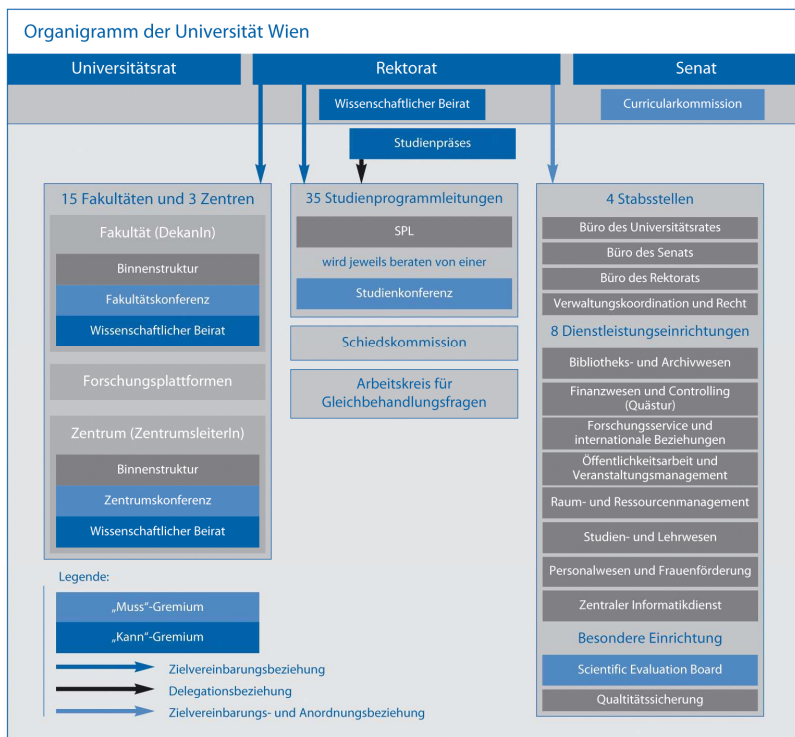 Organigramm der Universität Wien
Universitätsrat
Rektorat
Senat
Wissenschaftlicher Beirat
Curricularkommission
Studienpräses
15 Fakultäten und 3 Zentren
Fakultät (DekanIn)
Binnenstruktur
Fakultätskonferenz
Wissenschaftlicher Beirat
Forschungsplattformen
Zentrum (ZentrumsleiterIn)
Binnenstruktur
Zentrumskonferenz
Wissenschaftlicher Beirat
35 Studienprogrammleitungen
SPL
wird jeweils beraten von einer
Studienkonferenz
Schiedskommission
Arbeitskreis für
Gleichbehandlungsfragen
4 Stabsstellen
Büro des Universitätsrates
Büro des Senats
Büro des Rektorats
Verwaltungskoordination und Recht
8 Dienstleistungseinrichtungen
Bibliotheks- und Archivwesen
Finanzwesen und Controlling
(Quästur)
Forschungsservice und
internationale Beziehungen
Öffentlichkeitsarbeit und
Veranstaltungsmanagement
Raum- und Ressourcenmanagement
Studien- und Lehrwesen
Personalwesen und Frauenförderung
Zentraler Informatikdienst
Besondere Einrichtung
Scientific Evaluation Board
Qualtitätssicherung
Legende:
„Muss“-Gremium
„Kann“-Gremium
Zielvereinbarungsbeziehung
Delegationsbeziehung
Zielvereinbarungs- und Anordnungsbeziehung